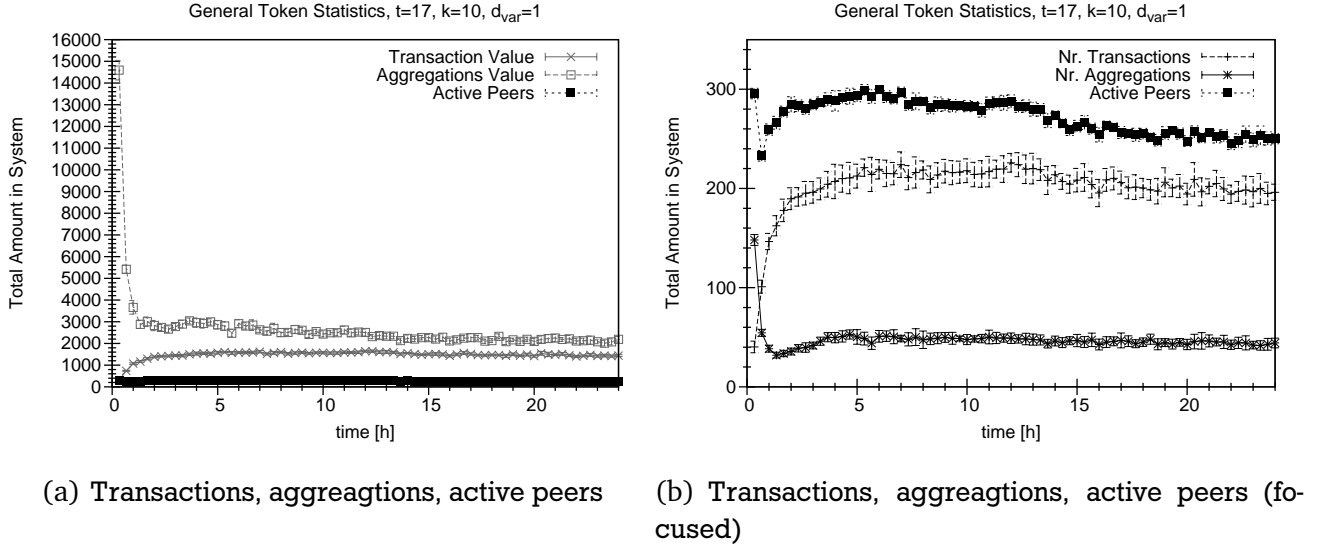 General Token Statistics, t=17, k=10, dvar=1
16000
15000
14000
13000
12000
11000
10000
9000
8000
7000
6000
5000
4000
3000
2000
1000
0
Total Amount in System
Transaction Value
Aggregations Value
Active Peers
0 5 10 15 20
time [h]
(a) Transactions, aggreagtions, active peers
General Token Statistics, t=17, k=10, dvar=1
300
200
100
0
Total Amount in System
Nr. Transactions
Nr. Aggregations
Active Peers
0 5 10 15 20
time [h]
(b) Transactions, aggreagtions, active peers (fo-
cused)